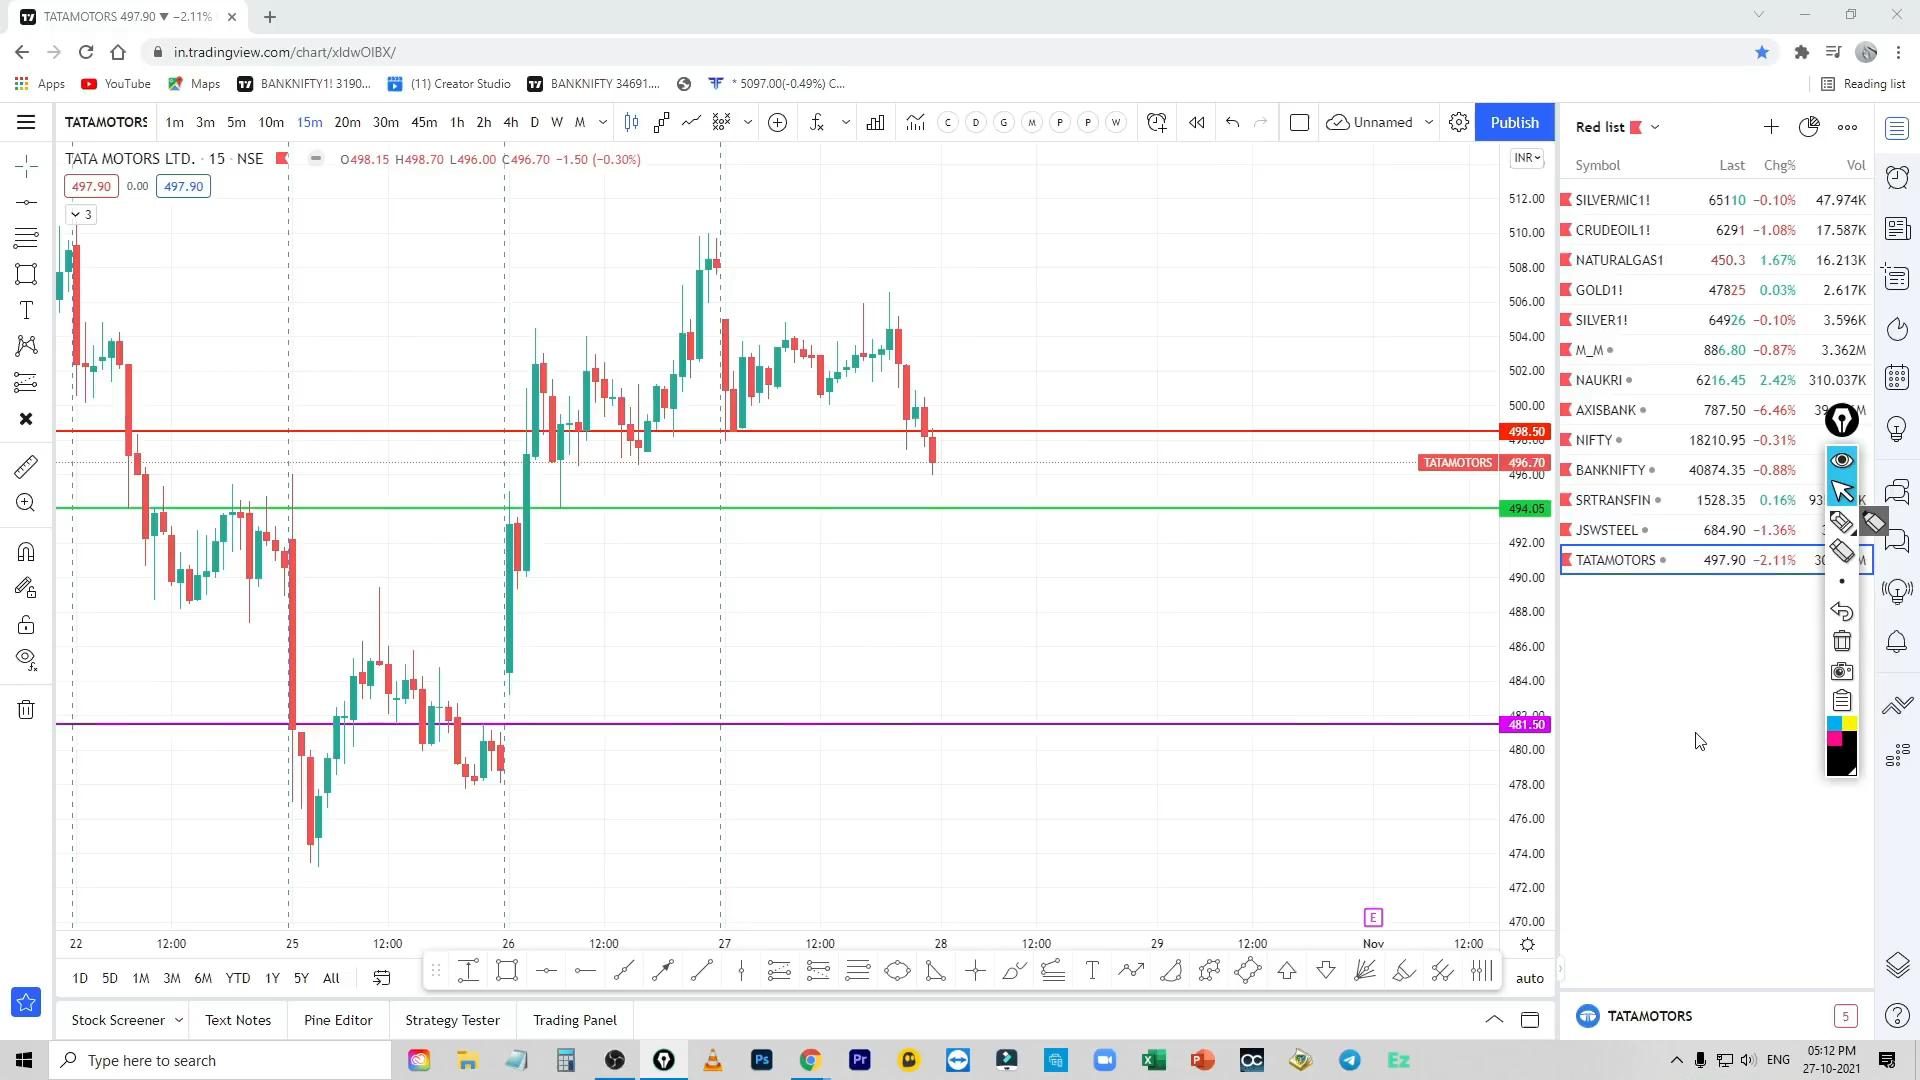 TATAMOTORS 497.90 ▼ −2.11%
in.tradingview.com/chart/xldwOIBX/
Apps YouTube Maps BANKNIFTY1! 3190... (11) Creator Studio BANKNIFTY 34691.... * 5097.00(-0.49%) C... Reading list
TATAMOTORS 1m 3m 5m 10m 15m 20m 30m 45m 1h 2h 4h D W M C D G M P P W Unnamed Publish
TATA MOTORS LTD. · 15 · NSE O498.15 H498.70 L496.00 C496.70 −1.50 (−0.30%)
497.90 0.00 497.90
3
INR
512.00
510.00
508.00
506.00
504.00
502.00
500.00
498.50
498.00
TATAMOTORS 496.70
496.00
494.05
492.00
490.00
488.00
486.00
484.00
482.00
481.50
480.00
478.00
476.00
474.00
472.00
470.00
E
22 12:00 25 12:00 26 12:00 27 12:00 28 12:00 29 12:00 Nov 12:00
1D 5D 1M 3M 6M YTD 1Y 5Y All auto
Stock Screener Text Notes Pine Editor Strategy Tester Trading Panel
Red list
Symbol Last Chg% Vol
SILVERMIC1! 65110 −0.10% 47.974K
CRUDEOIL1! 6291 −1.08% 17.587K
NATURALGAS1 450.3 1.67% 16.213K
GOLD1! 47825 0.03% 2.617K
SILVER1! 64926 −0.10% 3.596K
M_M 886.80 −0.87% 3.362M
NAUKRI 6216.45 2.42% 310.037K
AXISBANK 787.50 −6.46%
NIFTY 18210.95 −0.31%
BANKNIFTY 40874.35 −0.88%
SRTRANSFIN 1528.35 0.16%
JSWSTEEL 684.90 −1.36%
TATAMOTORS 497.90 −2.11%
TATAMOTORS 5
Type here to search
Ps Pr OC Ez
ENG 05:12 PM
27-10-2021